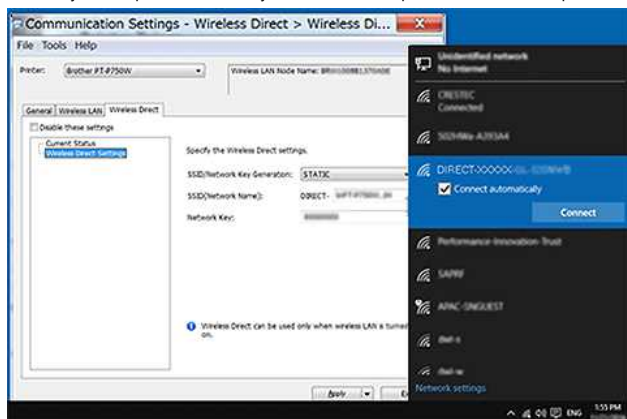 Communication Settings - Wireless Direct > Wireless Di...
File Tools Help
Printer: Brother PT-P750W
Wireless LAN Node Name:
General Wireless LAN Wireless Direct
Disable these settings
Current Status
Wireless Direct Settings
Specify the Wireless Direct settings.
SSID/Network Key Generation: STATIC
SSID(Network Name): DIRECT-
Network Key:
Wireless Direct can be used only when wireless LAN is turned
on.
Apply
Unidentified network
No Internet
CRESTEC
Connected
DIRECT-XXXXX
Connect automatically
Connect
Performance-Innovation-Trust
SAPRF
APAC-SNGUEST
Network settings
ENG
1:55 PM